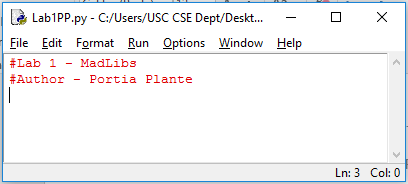 Lab1PP.py - C:/Users/USC CSE Dept/Deskt...
File Edit Format Run Options Window Help
#Lab 1 - MadLibs
#Author - Portia Plante
Ln: 3 Col: 0